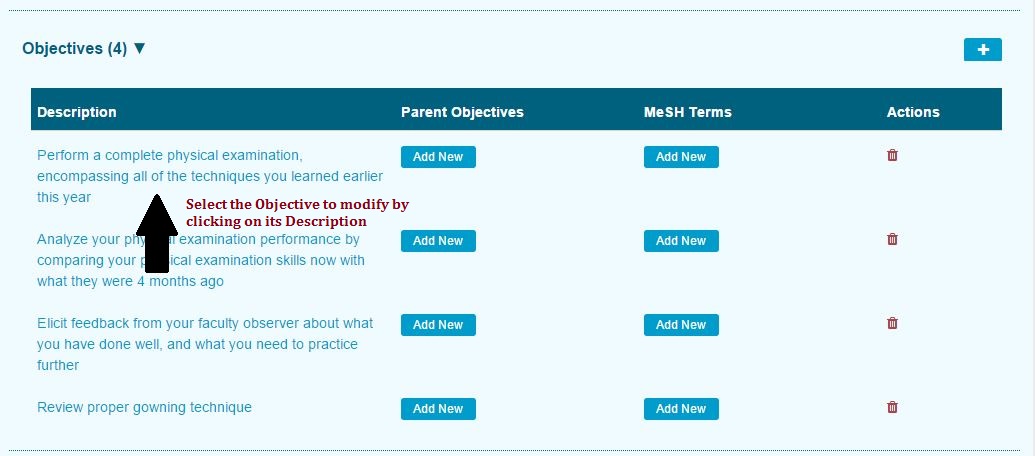 Objectives (4) ▼
Description Parent Objectives MeSH Terms Actions
Perform a complete physical examination, Add New Add New
encompassing all of the techniques you learned earlier
this year
Select the Objective to modify by
clicking on its Description
Analyze your physical examination performance by Add New Add New
comparing your physical examination skills now with
what they were 4 months ago
Elicit feedback from your faculty observer about what Add New Add New
you have done well, and what you need to practice
further
Review proper gowning technique Add New Add New